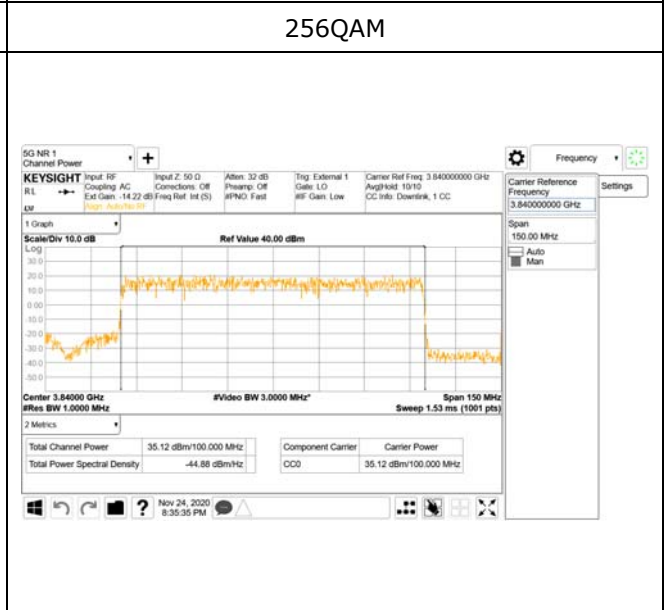 256QAM
5G NR 1
Channel Power
Frequency
KEYSIGHT Input: RF Input Z: 50 Ω Atten: 32 dB Trig: External 1 Carrier Ref Freq: 3.840000000 GHz
RL Coupling: AC Corrections: Off Preamp: Off Gate: LO Avg|Hold: 10/10
Ext Gain: -14.22 dB Freq Ref: Int (S) #PNO: Fast #IF Gain: Low CC Info: Downlink, 1 CC
Align: Auto/No RF
Carrier Reference Frequency
3.840000000 GHz
Settings
Span
150.00 MHz
Auto
Man
1 Graph
Scale/Div 10.0 dB Ref Value 40.00 dBm
Log
30.0
20.0
10.0
0.00
-10.0
-20.0
-30.0
-40.0
-50.0
Center 3.84000 GHz #Video BW 3.0000 MHz* Span 150 MHz
#Res BW 1.0000 MHz Sweep 1.53 ms (1001 pts)
2 Metrics
Total Channel Power 35.12 dBm/100.000 MHz Component Carrier Carrier Power
Total Power Spectral Density -44.88 dBm/Hz CC0 35.12 dBm/100.000 MHz
Nov 24, 2020
8:35:35 PM